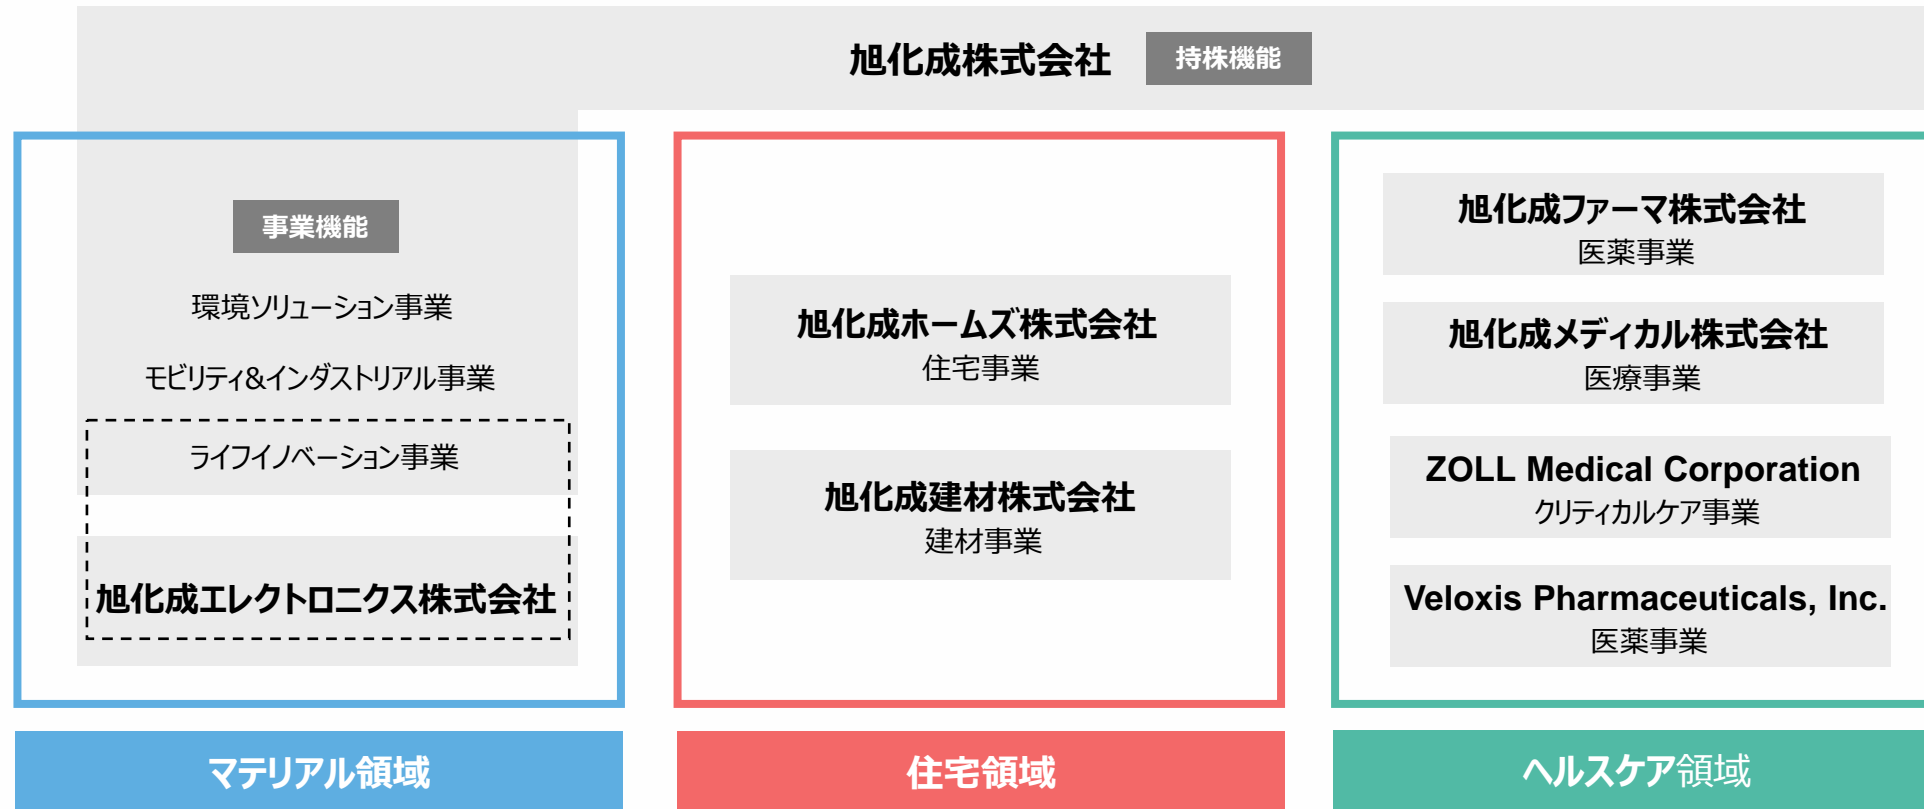 旭化成株式会社 持株機能
事業機能
環境ソリューション事業
モビリティ&インダストリアル事業
ライフイノベーション事業
旭化成エレクトロニクス株式会社
マテリアル領域
旭化成ホームズ株式会社
住宅事業
旭化成建材株式会社
建材事業
住宅領域
旭化成ファーマ株式会社
医薬事業
旭化成メディカル株式会社
医療事業
ZOLL Medical Corporation
クリティカルケア事業
Veloxis Pharmaceuticals, Inc.
医薬事業
ヘルスケア領域